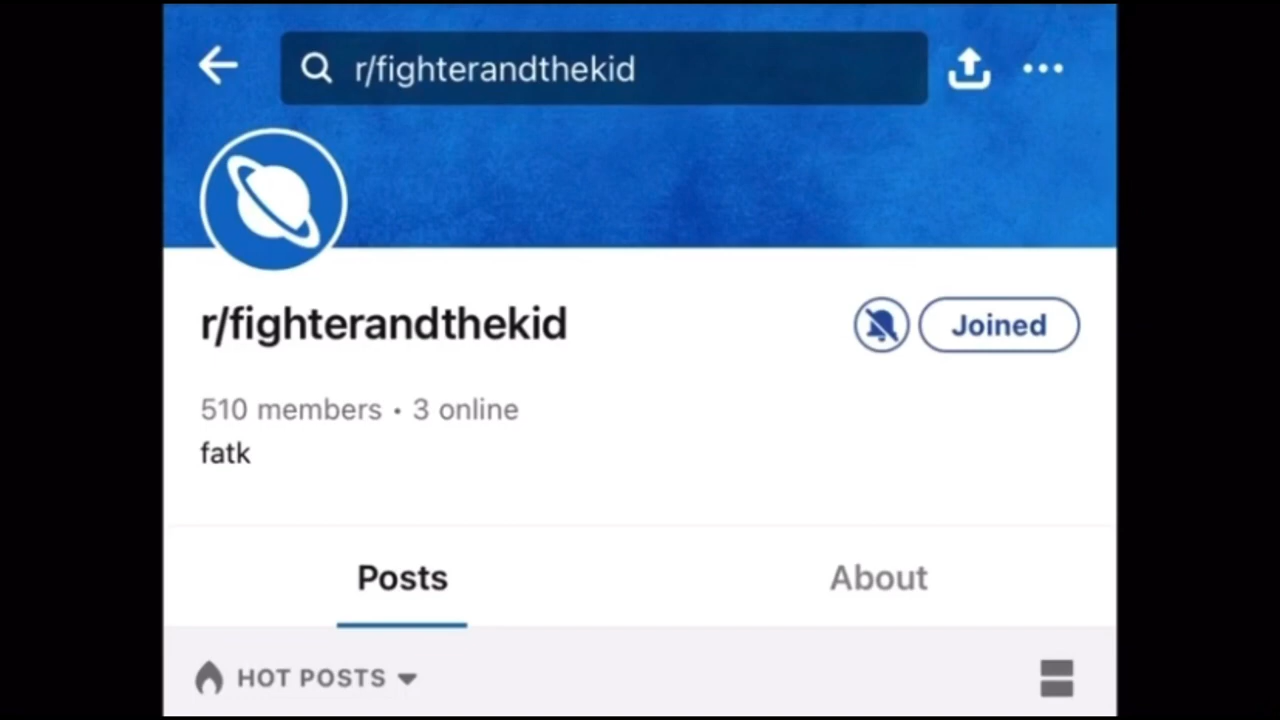 r/fighterandthekid
r/fighterandthekid
Joined
510 members • 3 online
fatk
Posts
About
HOT POSTS